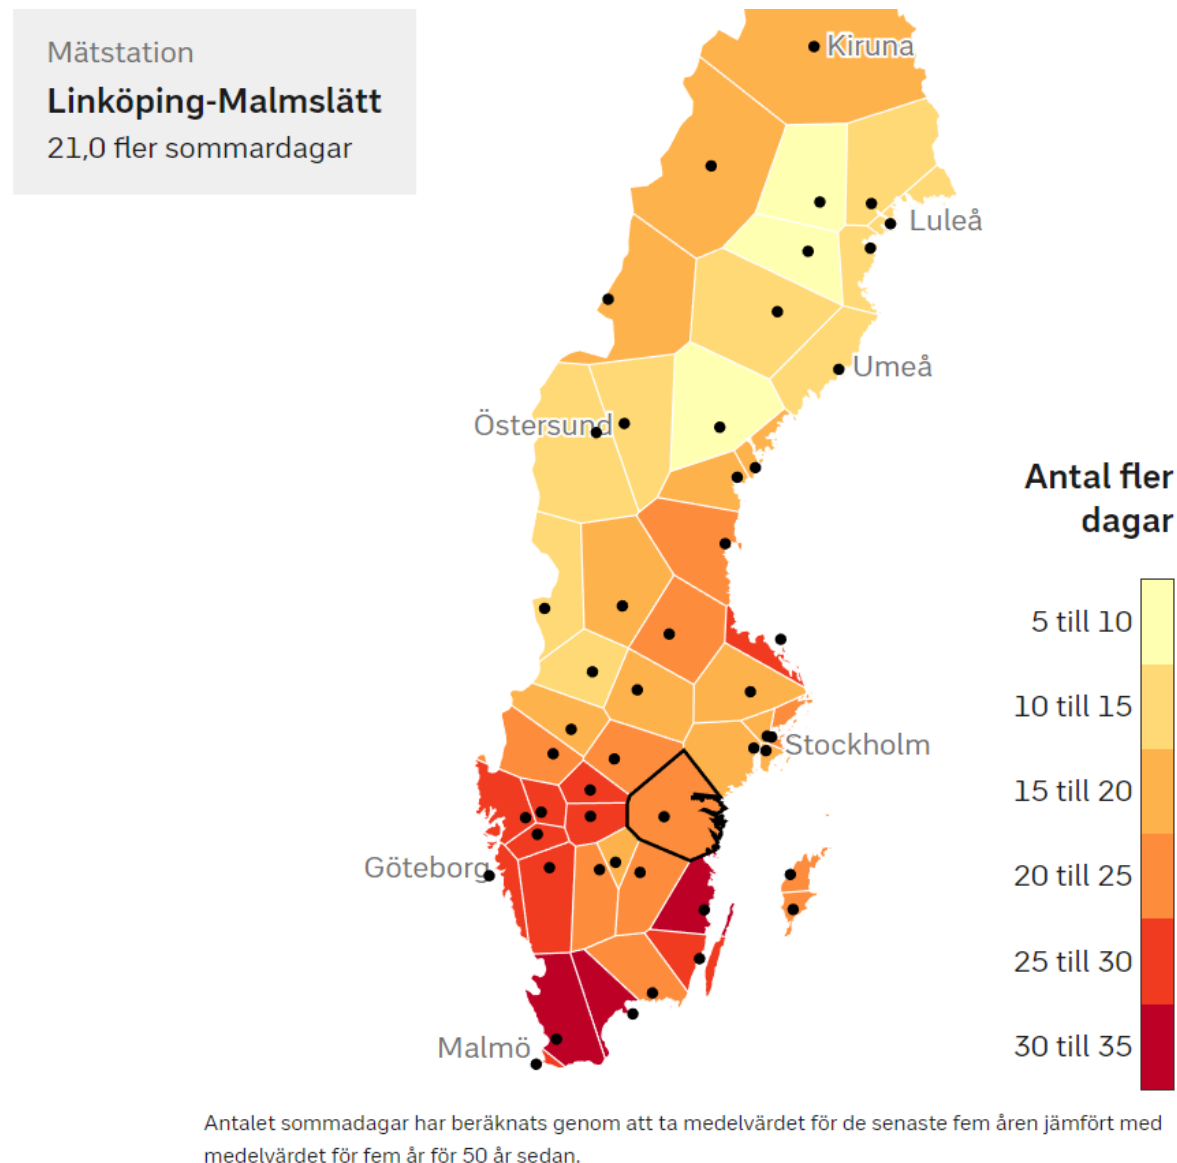 Mätstation
Linköping-Malmslätt
21,0 fler sommardagar
Kiruna
Luleå
Umeå
Östersund
Antal fler
dagar
5 till 10
10 till 15
15 till 20
Stockholm
20 till 25
Göteborg
25 till 30
30 till 35
Malmö
Antalet sommadagar har beräknats genom att ta medelvärdet för de senaste fem åren jämfört med
medelvärdet för fem år för 50 år sedan.